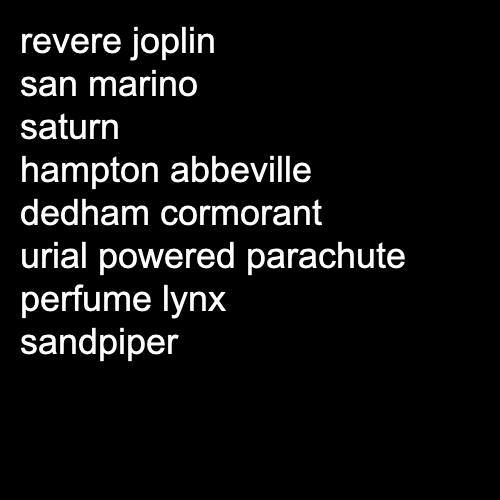 revere joplin
san marino
saturn
hampton abbeville
dedham cormorant
urial powered parachute
perfume lynx
sandpiper